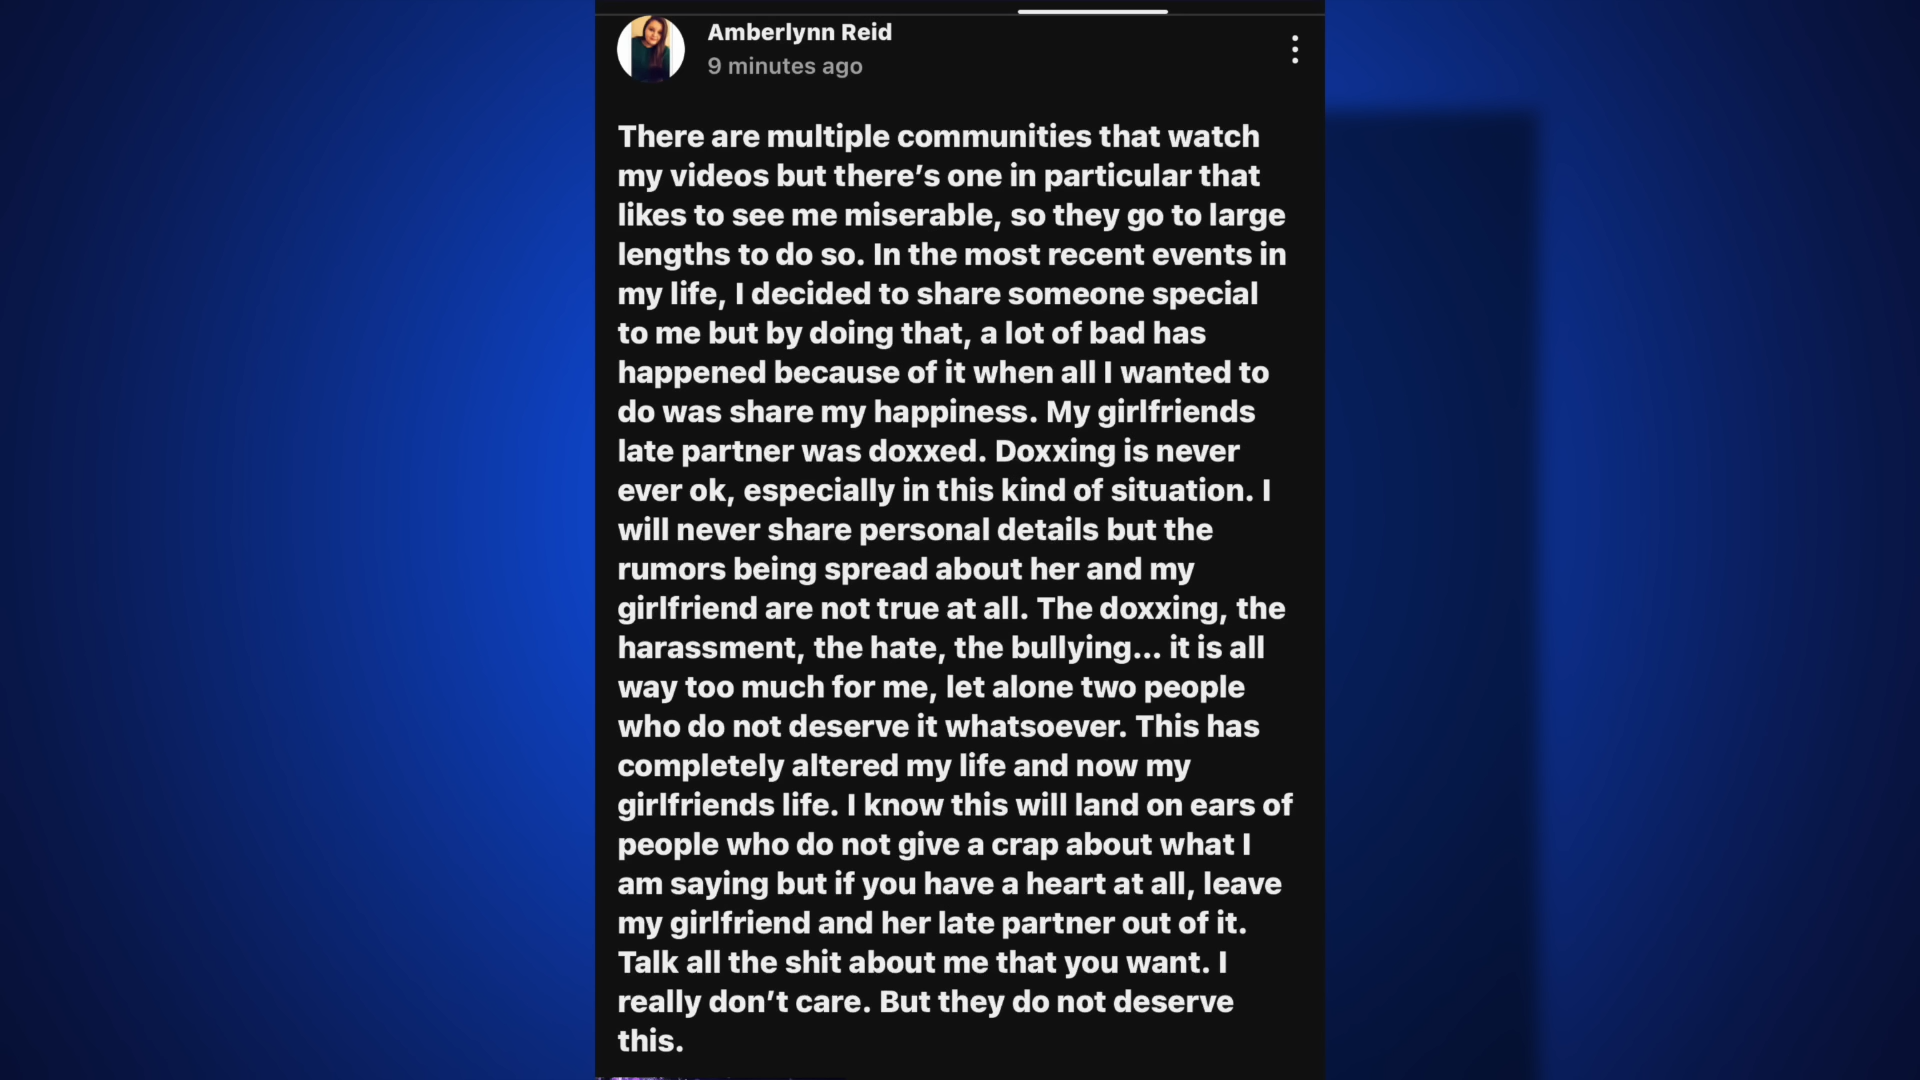 Amberlynn Reid
9 minutes ago
There are multiple communities that watch
my videos but there’s one in particular that
likes to see me miserable, so they go to large
lengths to do so. In the most recent events in
my life, I decided to share someone special
to me but by doing that, a lot of bad has
happened because of it when all I wanted to
do was share my happiness. My girlfriends
late partner was doxxed. Doxxing is never
ever ok, especially in this kind of situation. I
will never share personal details but the
rumors being spread about her and my
girlfriend are not true at all. The doxxing, the
harassment, the hate, the bullying... it is all
way too much for me, let alone two people
who do not deserve it whatsoever. This has
completely altered my life and now my
girlfriends life. I know this will land on ears of
people who do not give a crap about what I
am saying but if you have a heart at all, leave
my girlfriend and her late partner out of it.
Talk all the shit about me that you want. I
really don’t care. But they do not deserve
this.